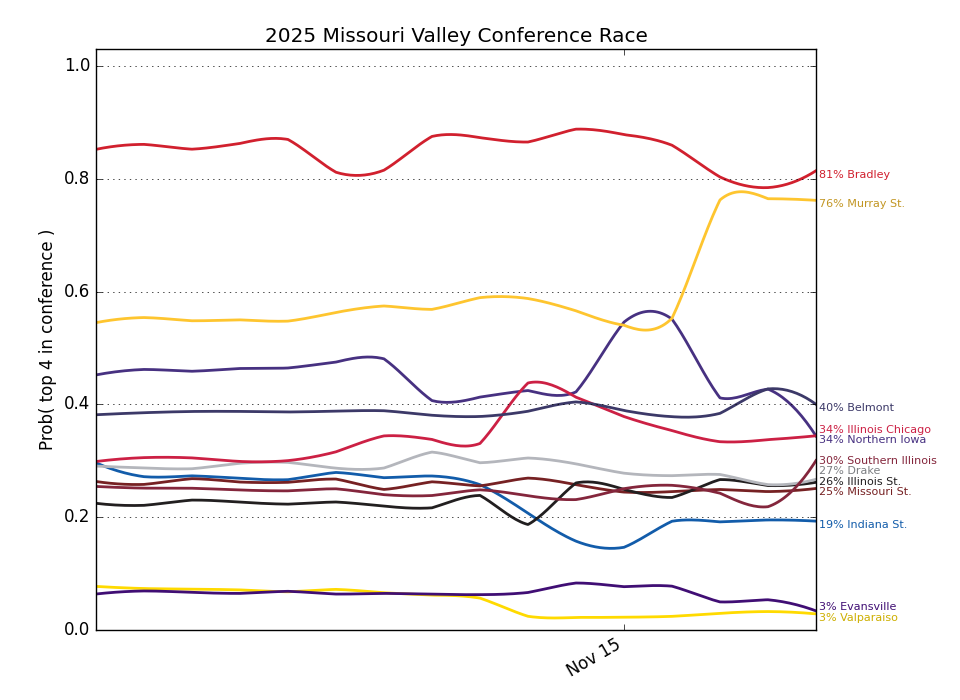 2025 Missouri Valley Conference Race
Prob( top 4 in conference )
1.0
0.8
0.6
0.4
0.2
0.0
Nov 15
81% Bradley
76% Murray St.
40% Belmont
34% Illinois Chicago
34% Northern Iowa
30% Southern Illinois
27% Drake
26% Illinois St.
25% Missouri St.
19% Indiana St.
3% Evansville
3% Valparaiso